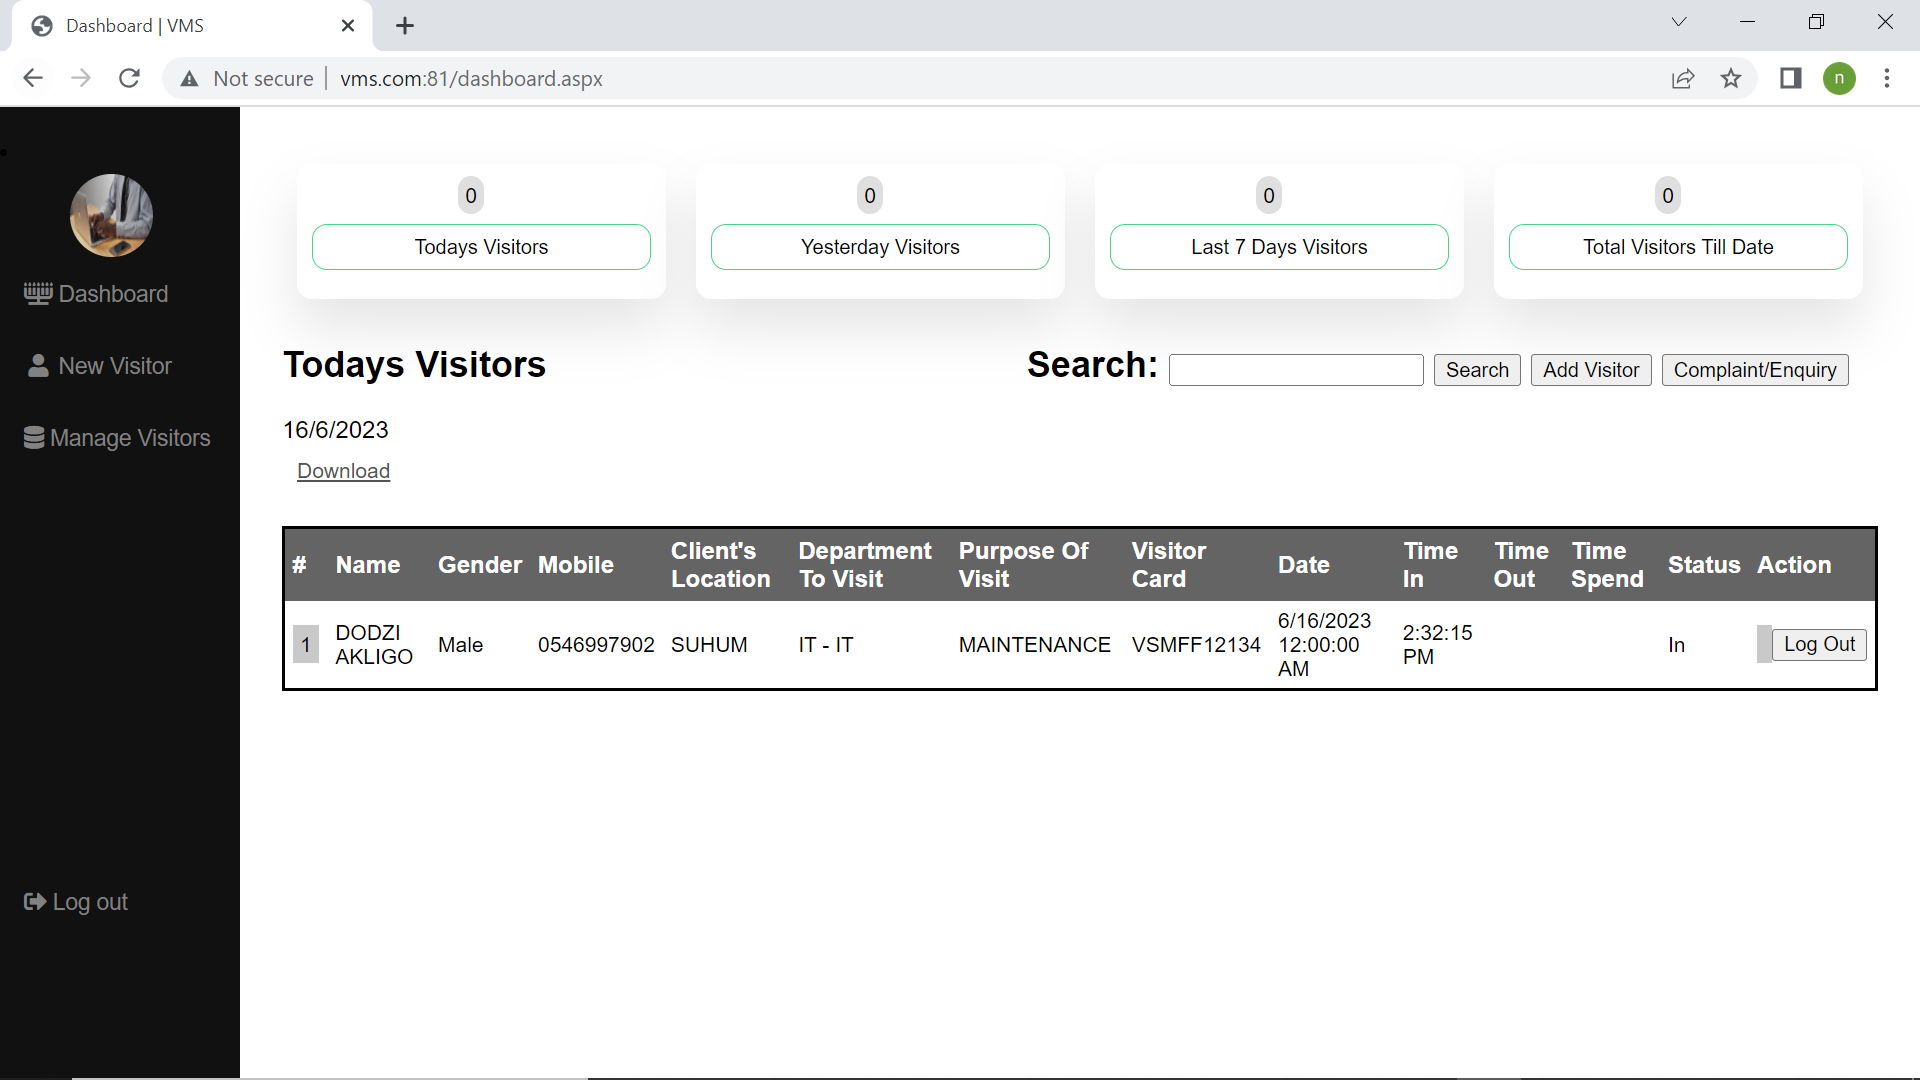 Dashboard | VMS
Not secure
vms.com:81/dashboard.aspx
n
Dashboard
New Visitor
Manage Visitors
Log out
0
Todays Visitors
0
Yesterday Visitors
0
Last 7 Days Visitors
0
Total Visitors Till Date
Todays Visitors
Search:
Search
Add Visitor
Complaint/Enquiry
16/6/2023
Download
#
Name
Gender
Mobile
Client's
Location
Department
To Visit
Purpose Of
Visit
Visitor
Card
Date
Time
In
Time
Out
Time
Spend
Status
Action
1
DODZI
AKLIGO
Male
0546997902
SUHUM
IT - IT
MAINTENANCE
VSMFF12134
6/16/2023
12:00:00
AM
2:32:15
PM
In
Log Out